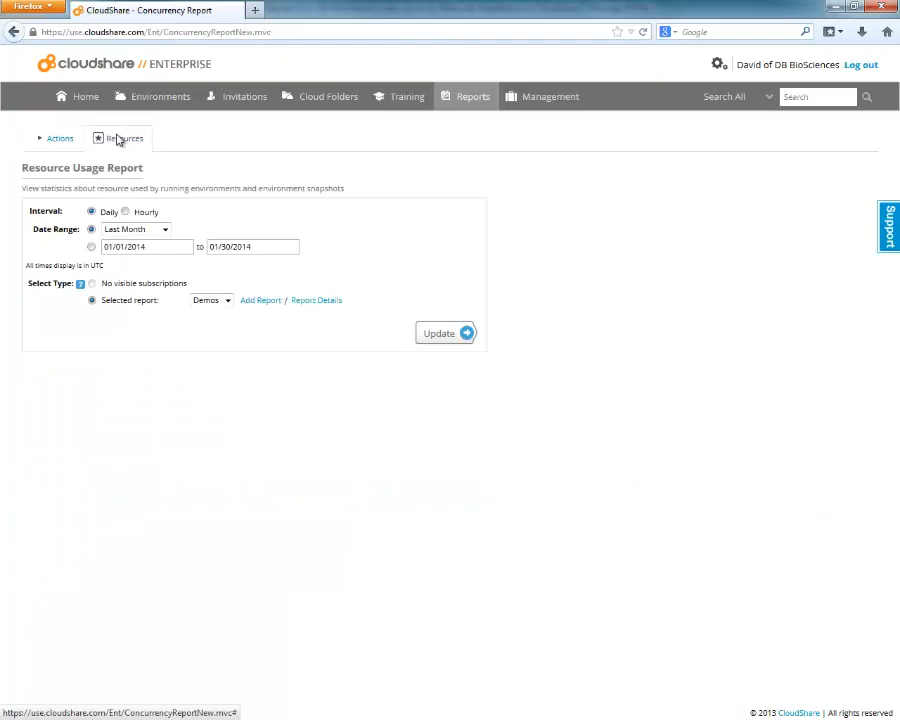 Firefox
CloudShare - Concurrency Report
https://use.cloudshare.com/Ent/ConcurrencyReportNew.mvc
Google
cloudshare // ENTERPRISE
David of DB BioSciences Log out
Home Environments Invitations Cloud Folders Training Reports Management Search All Search
Actions Resources
Resource Usage Report
View statistics about resource used by running environments and environment snapshots
Interval: Daily Hourly
Date Range: Last Month
01/01/2014 to 01/30/2014
All times display is in UTC
Select Type: ? No visible subscriptions
Selected report: Demos Add Report / Report Details
Update
Support
https://use.cloudshare.com/Ent/ConcurrencyReportNew.mvc#
© 2013 CloudShare | All rights reserved